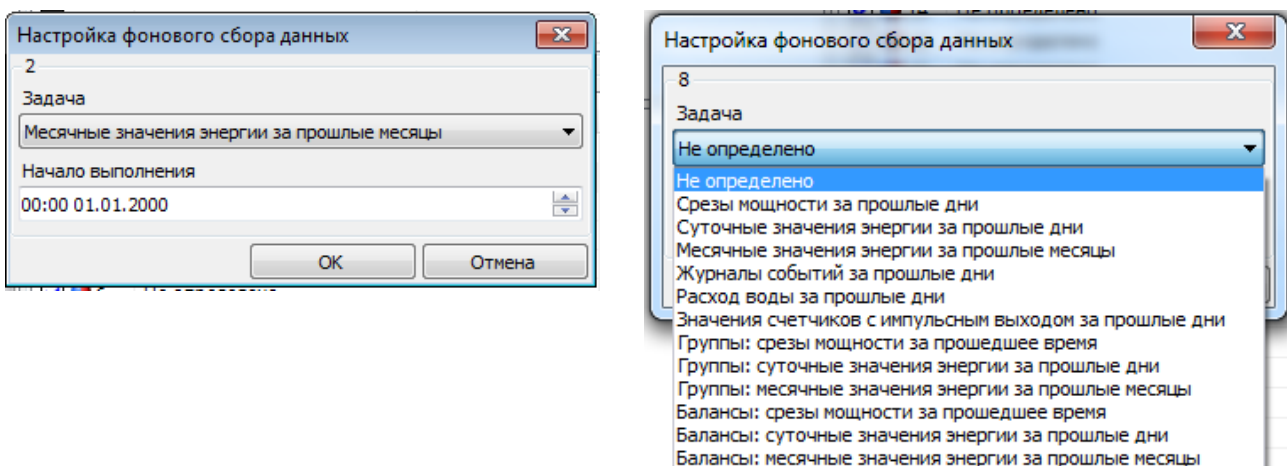 Настройка фонового сбора данных
2
Задача
Месячные значения энергии за прошлые месяцы
Начало выполнения
00:00 01.01.2000
OK
Отмена
Настройка фонового сбора данных
8
Задача
Не определено
Не определено
Срезы мощности за прошлые дни
Суточные значения энергии за прошлые дни
Месячные значения энергии за прошлые месяцы
Журналы событий за прошлые дни
Расход воды за прошлые дни
Значения счетчиков с импульсным выходом за прошлые дни
Группы: срезы мощности за прошедшее время
Группы: суточные значения энергии за прошлые дни
Группы: месячные значения энергии за прошлые месяцы
Балансы: срезы мощности за прошедшее время
Балансы: суточные значения энергии за прошлые дни
Балансы: месячные значения энергии за прошлые месяцы